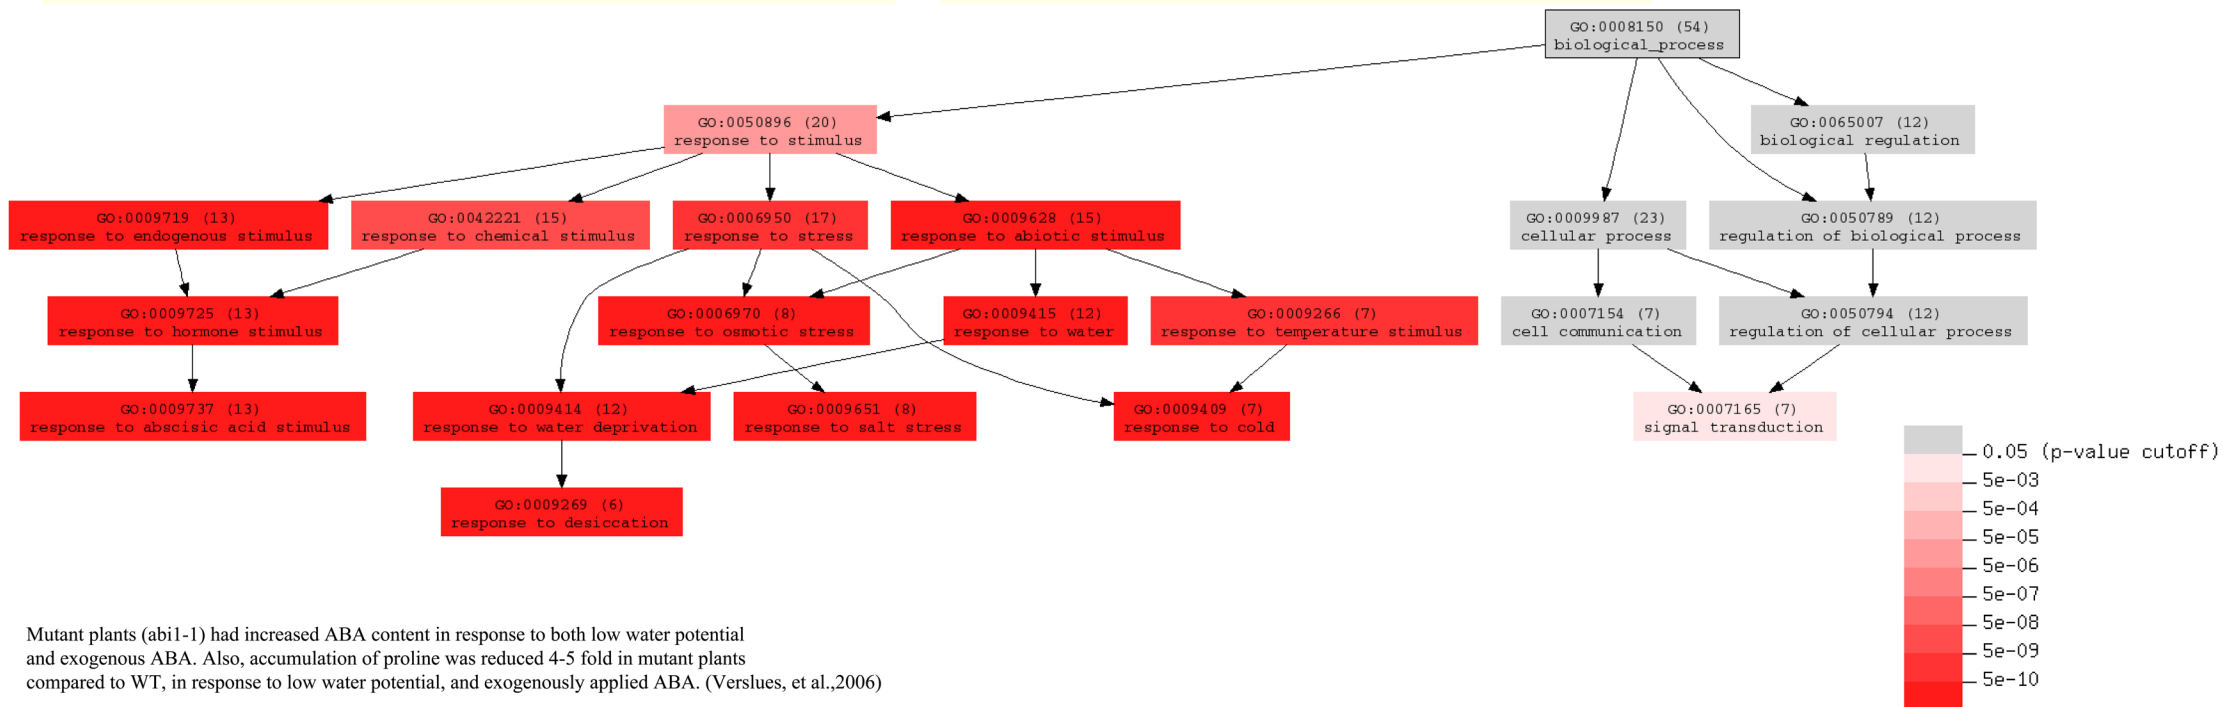 GO:0008150 (54)
biological_process
GO:0050896 (20)
response to stimulus
GO:0065007 (12)
biological regulation
GO:0009719 (13)
response to endogenous stimulus
GO:0042221 (15)
response to chemical stimulus
GO:0006950 (17)
response to stress
GO:0009628 (15)
response to abiotic stimulus
GO:0009987 (23)
cellular process
GO:0050789 (12)
regulation of biological process
GO:0009725 (13)
response to hormone stimulus
GO:0006970 (8)
response to osmotic stress
GO:0009415 (12)
response to water
GO:0009266 (7)
response to temperature stimulus
GO:0007154 (7)
cell communication
GO:0050794 (12)
regulation of cellular process
GO:0009737 (13)
response to abscisic acid stimulus
GO:0009414 (12)
response to water deprivation
GO:0009651 (8)
response to salt stress
GO:0009409 (7)
response to cold
GO:0007165 (7)
signal transduction
GO:0009269 (6)
response to desiccation
0.05 (p-value cutoff)
5e-03
5e-04
5e-05
5e-06
5e-07
5e-08
5e-09
5e-10
Mutant plants (abi1-1) had increased ABA content in response to both low water potential
and exogenous ABA. Also, accumulation of proline was reduced 4-5 fold in mutant plants
compared to WT, in response to low water potential, and exogenously applied ABA. (Verslues, et al.,2006)